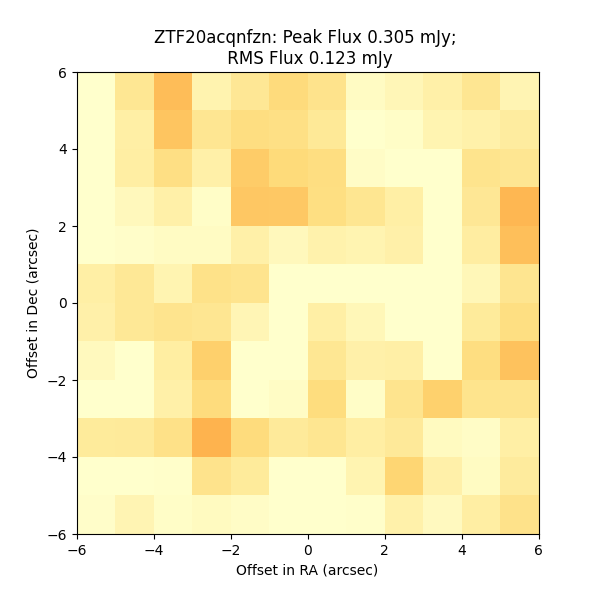 ZTF20acqnfzn: Peak Flux 0.305 mJy;
RMS Flux 0.123 mJy
6
4
2
0
−2
−4
−6
Offset in Dec (arcsec)
−6 −4 −2 0 2 4 6
Offset in RA (arcsec)